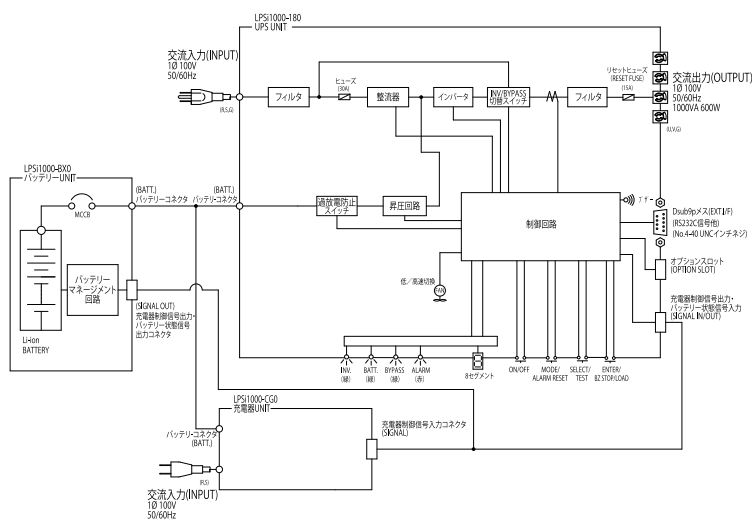 LPSi1000-180
UPS UNIT
交流入力(INPUT)
1Ø 100V
50/60Hz
(R,S,G)
フィルタ
ヒューズ
(30A)
整流器
インバータ
INV/BYPASS
切替スイッチ
フィルタ
リセットヒューズ
(RESET FUSE)
(15A)
交流出力(OUTPUT)
1Ø 100V
50/60Hz
1000VA 600W
(U,V,G)
LPSi1000-BX0
バッテリーUNIT
MCCB
(BATT.)
バッテリーコネクタ
(BATT.)
バッテリ-コネクタ
過放電防止
スイッチ
昇圧回路
制御回路
ブザー
Dsub9pメス(EXT.I/F)
(RS232C信号他)
(No.4-40 UNCインチネジ)
バッテリー
マネージメント
回路
Li-ion
BATTERY
(SIGNAL OUT)
充電器制御信号出力・
バッテリー状態信号
出力コネクタ
低／高速切換
FAN
オプションスロット
(OPTION SLOT)
充電器制御信号出力・
バッテリー状態信号入力
(SIGNAL IN/OUT)
INV.
(緑)
BATT.
(緑)
BYPASS
(緑)
ALARM
(赤)
8セグメント
ON/OFF
MODE/
ALARM RESET
SELECT/
TEST
ENTER/
BZ STOP/LOAD
LPSi1000-CG0
充電器UNIT
バッテリ-コネクタ
(BATT.)
充電器制御信号入力コネクタ
(SIGNAL)
(R,S)
交流入力(INPUT)
1Ø 100V
50/60Hz